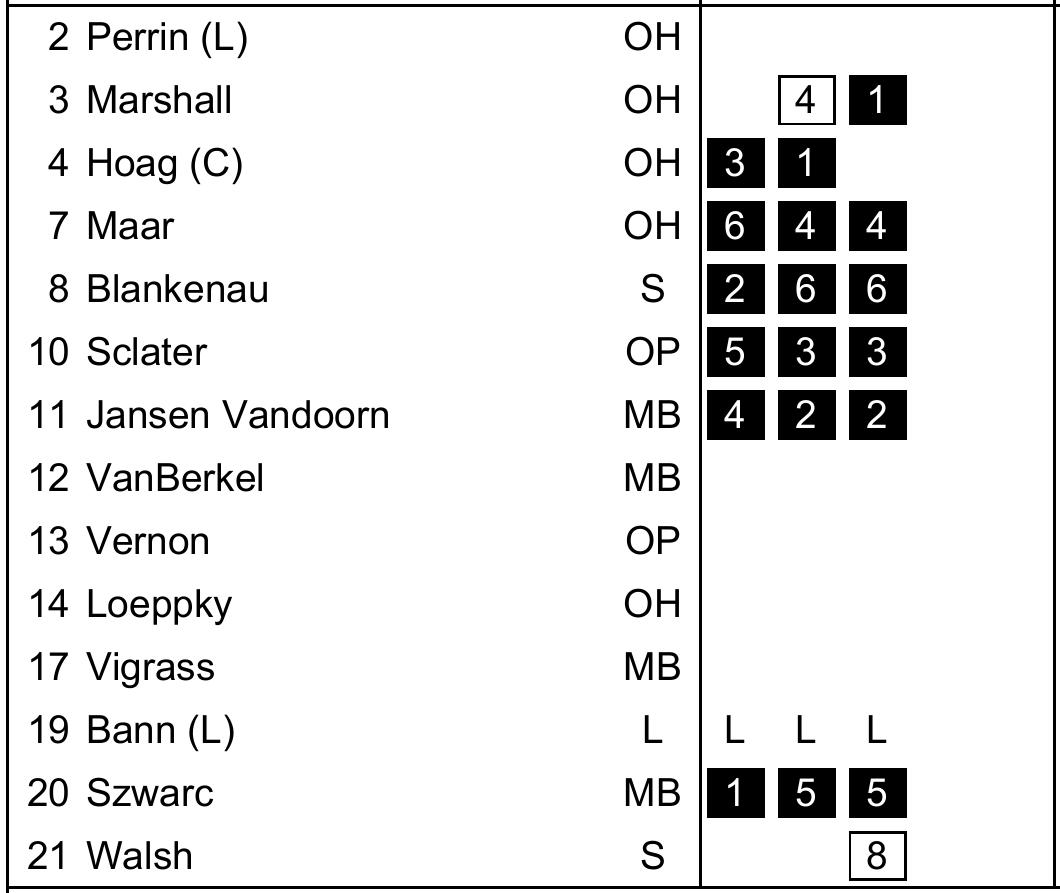 2 Perrin (L) OH
3 Marshall OH 4 1
4 Hoag (C) OH 3 1
7 Maar OH 6 4 4
8 Blankenau S 2 6 6
10 Sclater OP 5 3 3
11 Jansen Vandoorn MB 4 2 2
12 VanBerkel MB
13 Vernon OP
14 Loeppky OH
17 Vigrass MB
19 Bann (L) L L L L
20 Szwarc MB 1 5 5
21 Walsh S 8